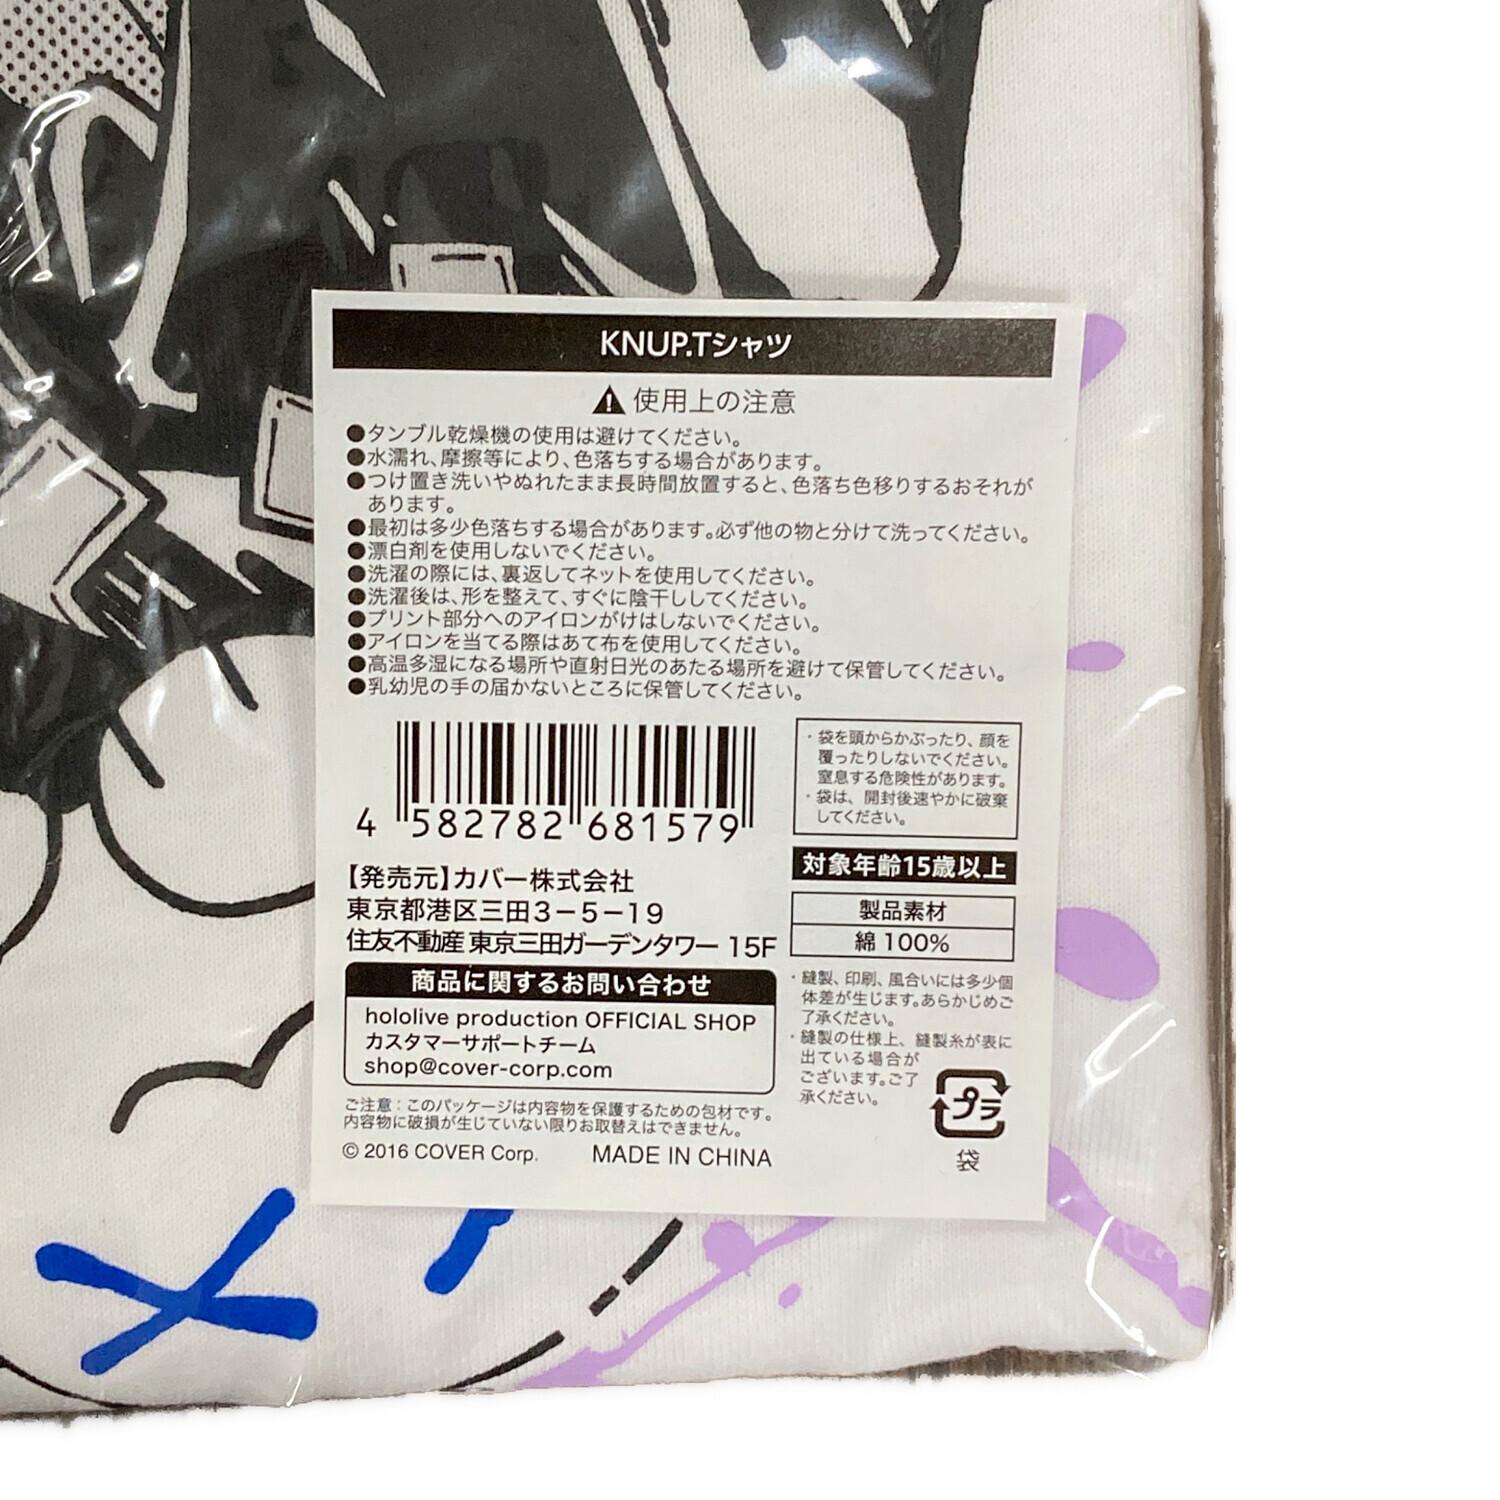 KNUP.Tシャツ
使用上の注意
●タンブル乾燥機の使用は避けてください。
●水濡れ、摩擦等により、色落ちする場合があります。
●つけ置き洗いやぬれたまま長時間放置すると、色落ち色移りするおそれが
あります。
●最初は多少色落ちする場合があります。必ず他の物と分けて洗ってください。
●漂白剤を使用しないでください。
●洗濯の際には、裏返してネットを使用してください。
●洗濯後は、形を整えて、すぐに陰干ししてください。
●プリント部分へのアイロンがけはしないでください。
●アイロンを当てる際はあて布を使用してください。
●高温多湿になる場所や直射日光のあたる場所を避けて保管してください。
●乳幼児の手の届かないところに保管してください。
4 582782 681579
【発売元】カバー株式会社
東京都港区三田3-5-19
住友不動産 東京三田ガーデンタワー 15F
商品に関するお問い合わせ
hololive production OFFICIAL SHOP
カスタマーサポートチーム
shop@cover-corp.com
ご注意：このパッケージは内容物を保護するための包材です。
内容物に破損が生じていない限りお取替えはできません。
© 2016 COVER Corp. MADE IN CHINA
・袋を頭からかぶったり、顔を
覆ったりしないでください。
窒息する危険性があります。
・袋は、開封後速やかに破棄
してください。
対象年齢15歳以上
製品素材
綿 100%
・縫製、印刷、風合いには多少個
体差が生じます。あらかじめご
了承ください。
・縫製の仕様上、縫製糸が表に
出ている場合が
ございます。ご了
承ください。
プラ
袋